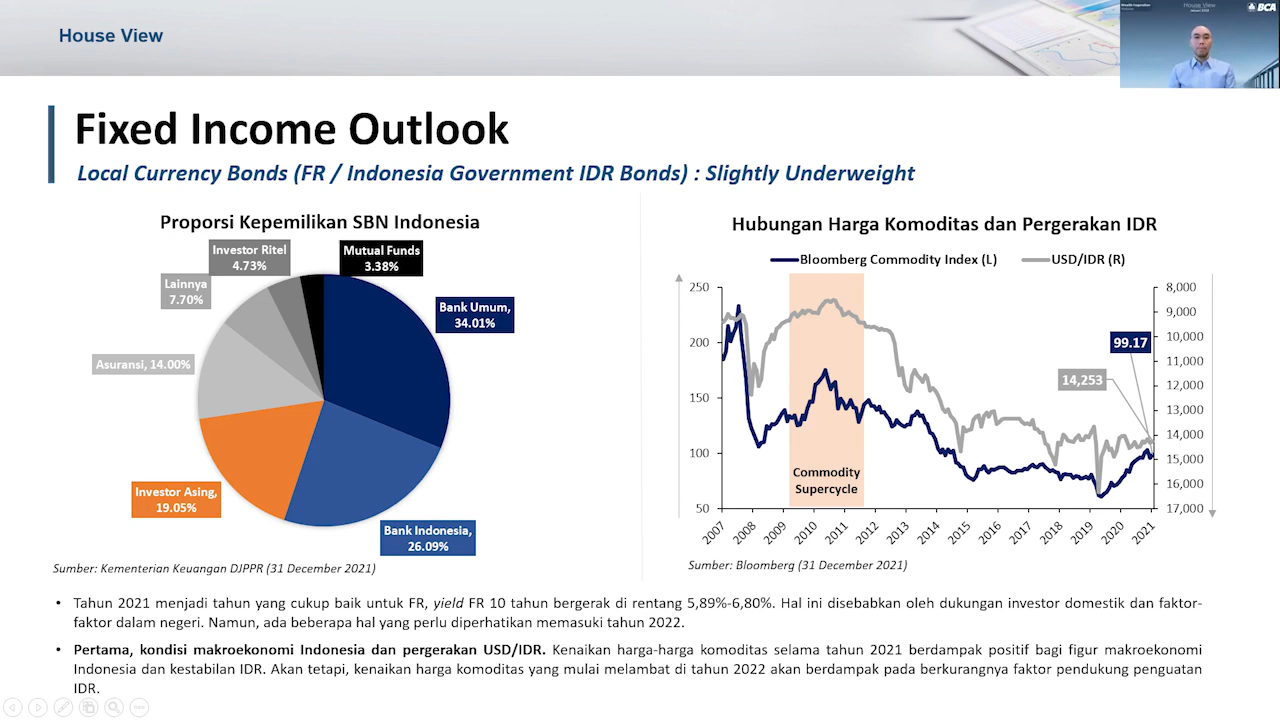 House View
House View
BCA
Fixed Income Outlook
Local Currency Bonds (FR / Indonesia Government IDR Bonds) : Slightly Underweight
Proporsi Kepemilikan SBN Indonesia
Investor Ritel
4.73%
Mutual Funds
3.38%
Lainnya
7.70%
Bank Umum,
34.01%
Asuransi, 14.00%
Investor Asing,
19.05%
Bank Indonesia,
26.09%
Sumber: Kementerian Keuangan DJPPR (31 December 2021)
Hubungan Harga Komoditas dan Pergerakan IDR
Bloomberg Commodity Index (L)
USD/IDR (R)
250
200
150
100
50
8,000
9,000
10,000
11,000
12,000
13,000
14,000
15,000
16,000
17,000
99.17
14,253
Commodity
Supercycle
2007
2008
2009
2010
2011
2012
2013
2014
2015
2016
2017
2018
2019
2020
2021
Sumber: Bloomberg (31 December 2021)
• Tahun 2021 menjadi tahun yang cukup baik untuk FR, yield FR 10 tahun bergerak di rentang 5,89%-6,80%. Hal ini disebabkan oleh dukungan investor domestik dan faktor-
faktor dalam negeri. Namun, ada beberapa hal yang perlu diperhatikan memasuki tahun 2022.
• Pertama, kondisi makroekonomi Indonesia dan pergerakan USD/IDR. Kenaikan harga-harga komoditas selama tahun 2021 berdampak positif bagi figur makroekonomi
Indonesia dan kestabilan IDR. Akan tetapi, kenaikan harga komoditas yang mulai melambat di tahun 2022 akan berdampak pada berkurangnya faktor pendukung penguatan
IDR.